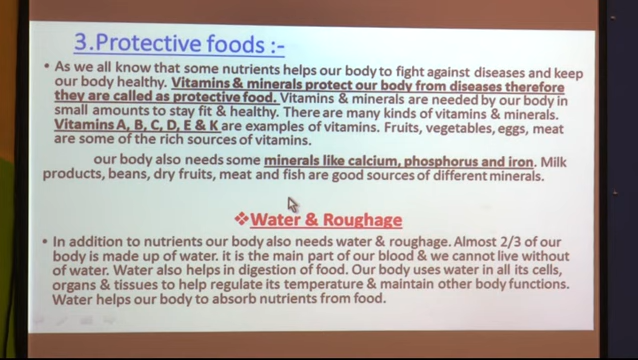 3.Protective foods :-
• As we all know that some nutrients helps our body to fight against diseases and keep
our body healthy. Vitamins & minerals protect our body from diseases therefore
they are called as protective food. Vitamins & minerals are needed by our body in
small amounts to stay fit & healthy. There are many kinds of vitamins & minerals.
Vitamins A, B, C, D, E & K are examples of vitamins. Fruits, vegetables, eggs, meat
are some of the rich sources of vitamins.
our body also needs some minerals like calcium, phosphorus and iron. Milk
products, beans, dry fruits, meat and fish are good sources of different minerals.
❖Water & Roughage
• In addition to nutrients our body also needs water & roughage. Almost 2/3 of our
body is made up of water. it is the main part of our blood & we cannot live without
of water. Water also helps in digestion of food. Our body uses water in all its cells,
organs & tissues to help regulate its temperature & maintain other body functions.
Water helps our body to absorb nutrients from food.